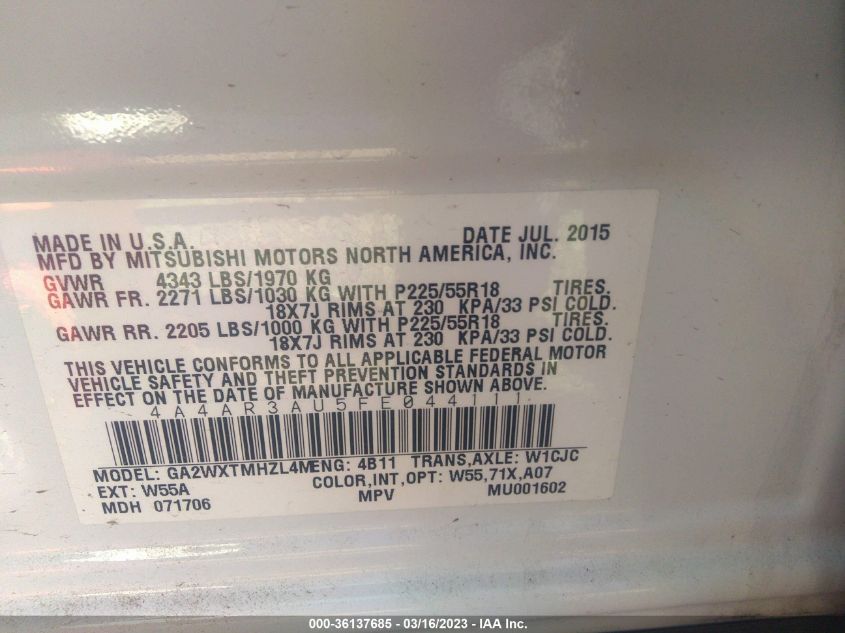 MADE IN U.S.A. DATE JUL. 2015
MFD BY MITSUBISHI MOTORS NORTH AMERICA, INC.
GVWR 4343 LBS/1970 KG
GAWR FR. 2271 LBS/1030 KG WITH P225/55R18 TIRES.
18X7J RIMS AT 230 KPA/33 PSI COLD.
GAWR RR. 2205 LBS/1000 KG WITH P225/55R18 TIRES.
18X7J RIMS AT 230 KPA/33 PSI COLD.
THIS VEHICLE CONFORMS TO ALL APPLICABLE FEDERAL MOTOR
VEHICLE SAFETY AND THEFT PREVENTION STANDARDS IN
EFFECT ON THE DATE OF MANUFACTURE SHOWN ABOVE.
4A4AR3AU5FE044111
MODEL: GA2WXTMHZL4M ENG: 4B11 TRANS,AXLE: W1CJC
EXT: W55A COLOR,INT,OPT: W55,71X,A07
MDH 071706 MPV MU001602
000-36137685 - 03/16/2023 - IAA Inc.